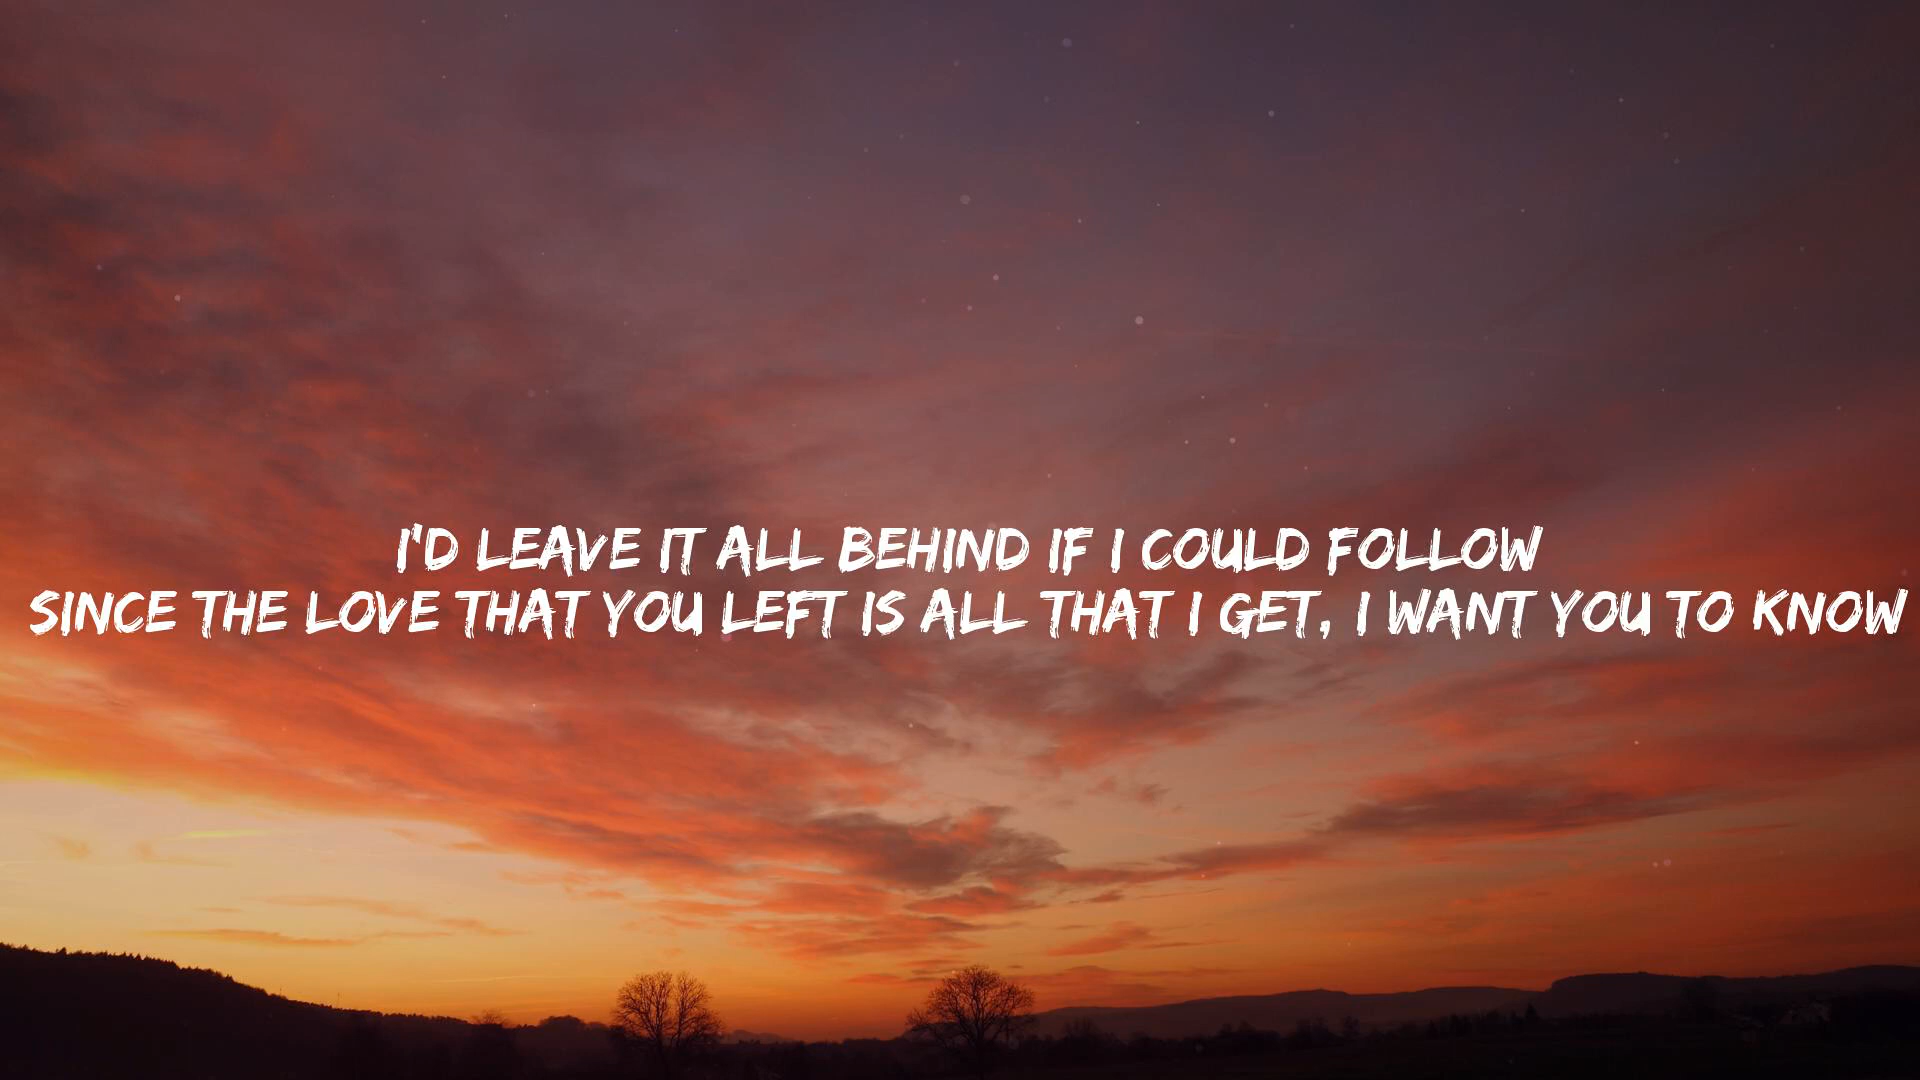 I'D LEAVE IT ALL BEHIND IF I COULD FOLLOW
SINCE THE LOVE THAT YOU LEFT IS ALL THAT I GET, I WANT YOU TO KNOW